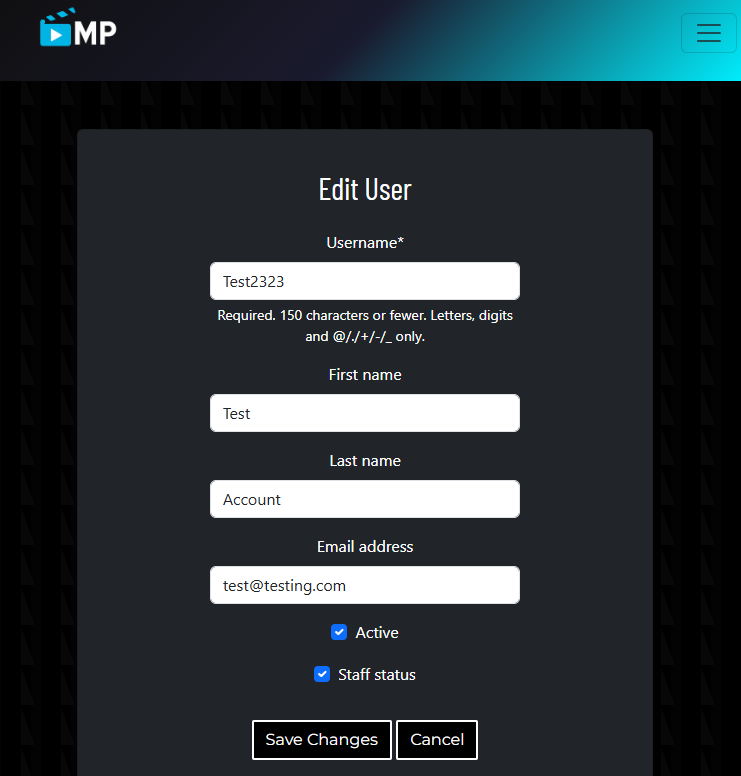 MP
Edit User
Username*
Test2323
Required. 150 characters or fewer. Letters, digits
and @/./+/-/_ only.
First name
Test
Last name
Account
Email address
test@testing.com
Active
Staff status
Save Changes Cancel